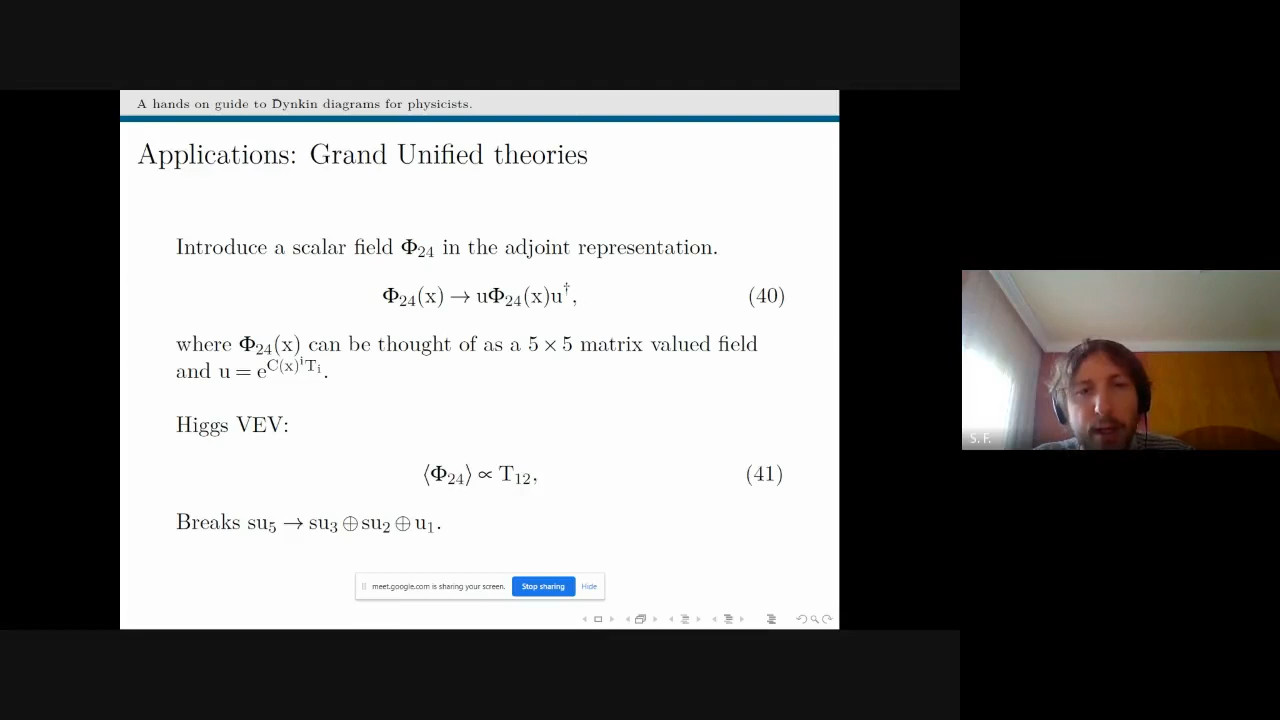 A hands on guide to Dynkin diagrams for physicists.
Applications: Grand Unified theories
Introduce a scalar field Φ₂₄ in the adjoint representation.
Φ₂₄(x) → uΦ₂₄(x)u†, (40)
where Φ₂₄(x) can be thought of as a 5 × 5 matrix valued field
and u = e^{C(x)^i T_i}.
Higgs VEV:
⟨Φ₂₄⟩ ∝ T₁₂, (41)
Breaks su₅ → su₃ ⊕ su₂ ⊕ u₁.
meet.google.com is sharing your screen. Stop sharing Hide
S. F.